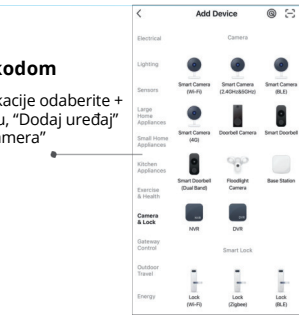 kodom
kacije odaberite +
u, “Dodaj uređaj”
amera”
Add Device
Electrical
Lighting
Sensors
Large
Home
Appliances
Small Home
Appliances
Kitchen
Appliances
Exercise
& Health
Camera
& Lock
Gateway
Control
Outdoor
Travel
Energy
Camera
Smart Camera
(Wi-Fi)
Smart Camera
(2.4GHz&5GHz)
Smart Camera
(BLE)
Smart Camera
(4G)
Doorbell Camera
Smart Doorbell
Smart Doorbell
(Dual Band)
Floodlight
Camera
Base Station
NVR
DVR
Smart Lock
Lock
(Wi-Fi)
Lock
(Zigbee)
Lock
(BLE)